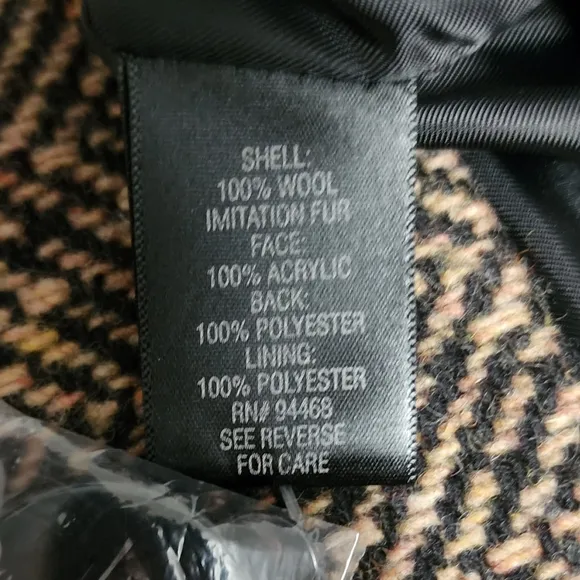 SHELL:
100% WOOL
IMITATION FUR
FACE:
100% ACRYLIC
BACK:
100% POLYESTER
LINING:
100% POLYESTER
RN# 94468
SEE REVERSE
FOR CARE